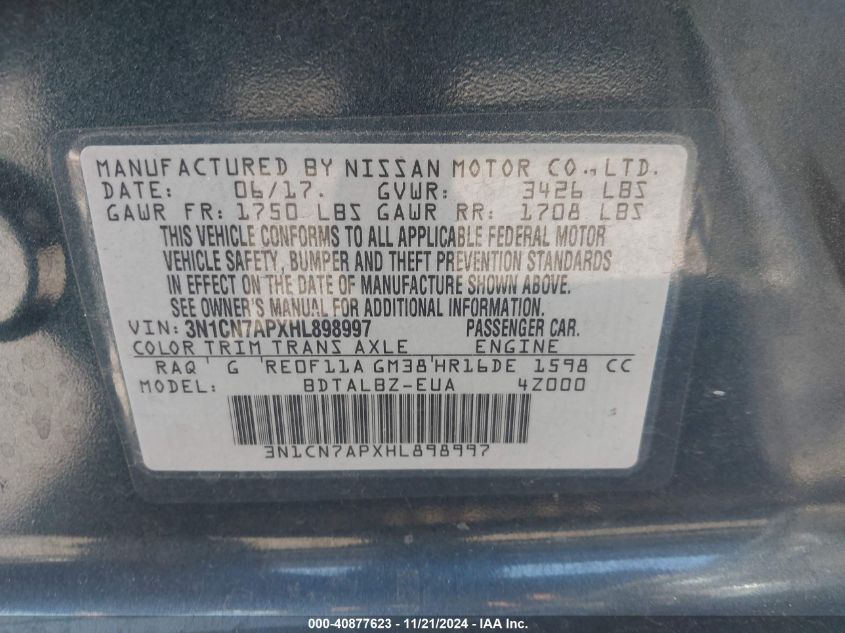 MANUFACTURED BY NISSAN MOTOR CO.,LTD.
DATE: 06/17. GVWR: 3426 LBS
GAWR FR: 1750 LBS GAWR RR: 1708 LBS
THIS VEHICLE CONFORMS TO ALL APPLICABLE FEDERAL MOTOR
VEHICLE SAFETY, BUMPER AND THEFT PREVENTION STANDARDS
IN EFFECT ON THE DATE OF MANUFACTURE SHOWN ABOVE.
SEE OWNER'S MANUAL FOR ADDITIONAL INFORMATION.
VIN: 3N1CN7APXHL898997 PASSENGER CAR.
COLOR TRIM TRANS AXLE ENGINE
RAQ ' G ' RE0F11A GM38'HR16DE 1598 CC
MODEL: BDTALBZ-EUA 4Z000
3N1CN7APXHL898997
000-40877623 - 11/21/2024 - IAA Inc.